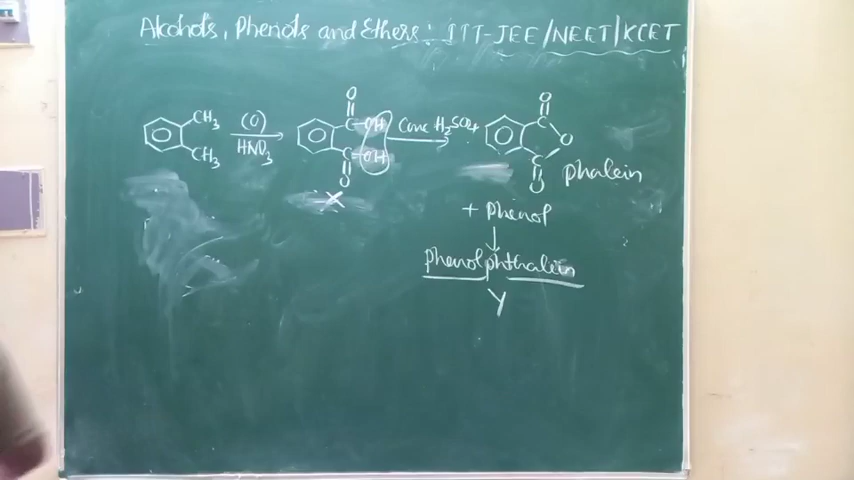 Alcohols, Phenols and Ethers: IIT-JEE/NEET/KCET
CH3
CH3
(O)
HNO3
O
C-OH
C-OH
O
X
Conc H2SO4
O
C
O
C
O
phalein
+ phenol
phenolphthalein
Y